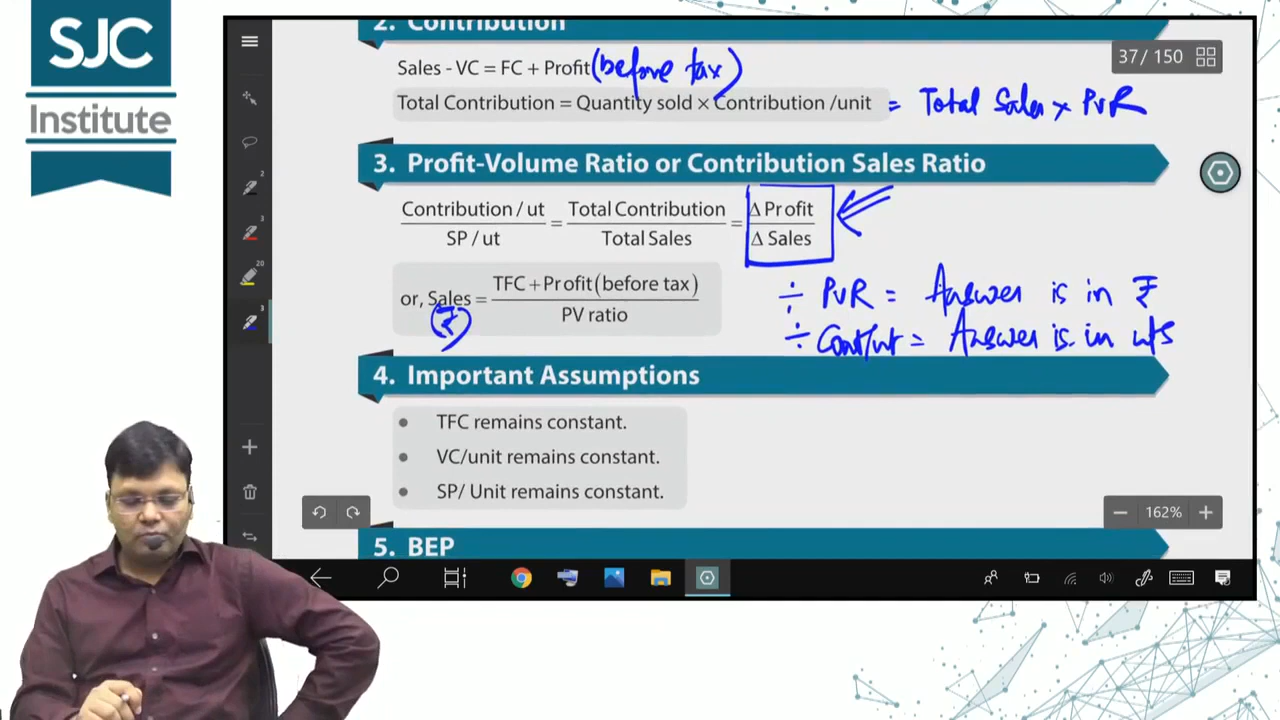 SJC
Institute
2. Contribution
37 / 150
Sales - VC = FC + Profit (before tax)
Total Contribution = Quantity sold × Contribution /unit = Total Sales × PVR
3. Profit-Volume Ratio or Contribution Sales Ratio
Contribution / ut / SP / ut = Total Contribution / Total Sales = Δ Profit / Δ Sales
or, Sales = TFC + Profit (before tax) / PV ratio
(₹)
÷ PVR = Answer is in ₹
÷ Cont/ut = Answer is in uts
4. Important Assumptions
• TFC remains constant.
• VC/unit remains constant.
• SP/ Unit remains constant.
162%
5. BEP